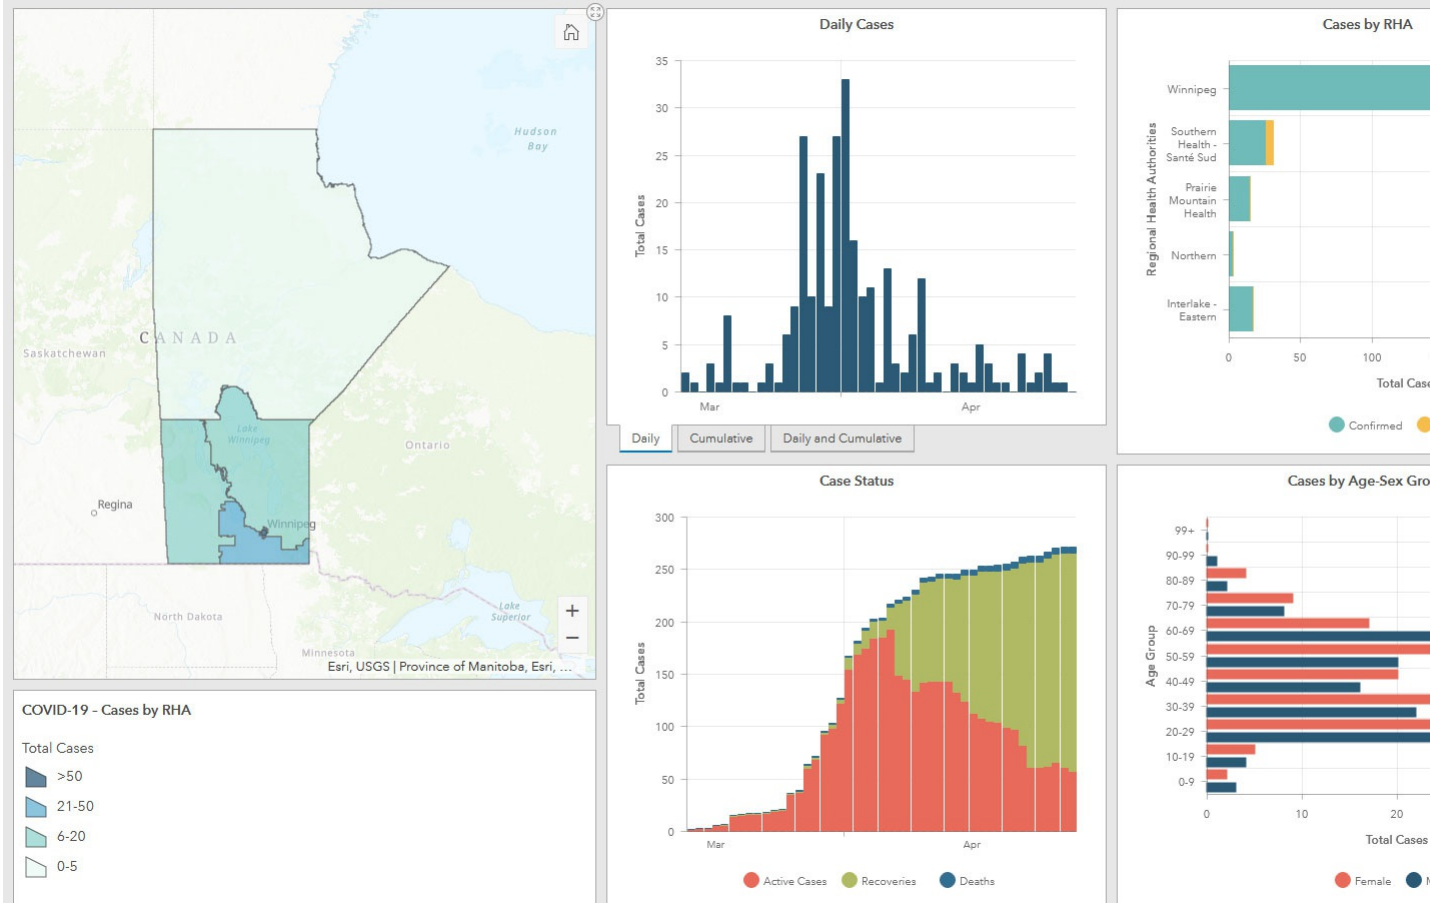 Hudson
Bay
CANADA
Saskatchewan
Lake
Winnipeg
Ontario
Regina
Winnipeg
North Dakota
Lake
Superior
Minnesota
+
−
Esri, USGS | Province of Manitoba, Esri, ...
COVID-19 - Cases by RHA
Total Cases
>50
21-50
6-20
0-5
Daily Cases
Total Cases
35
30
25
20
15
10
5
0
Mar
Apr
Daily
Cumulative
Daily and Cumulative
Case Status
Total Cases
300
250
200
150
100
50
0
Mar
Apr
Active Cases
Recoveries
Deaths
Cases by RHA
Regional Health Authorities
Winnipeg
Southern
Health -
Santé Sud
Prairie
Mountain
Health
Northern
Interlake -
Eastern
0
50
100
Total Case
Confirmed
Cases by Age-Sex Gro
Age Group
99+
90-99
80-89
70-79
60-69
50-59
40-49
30-39
20-29
10-19
0-9
0
10
20
Total Cases
Female